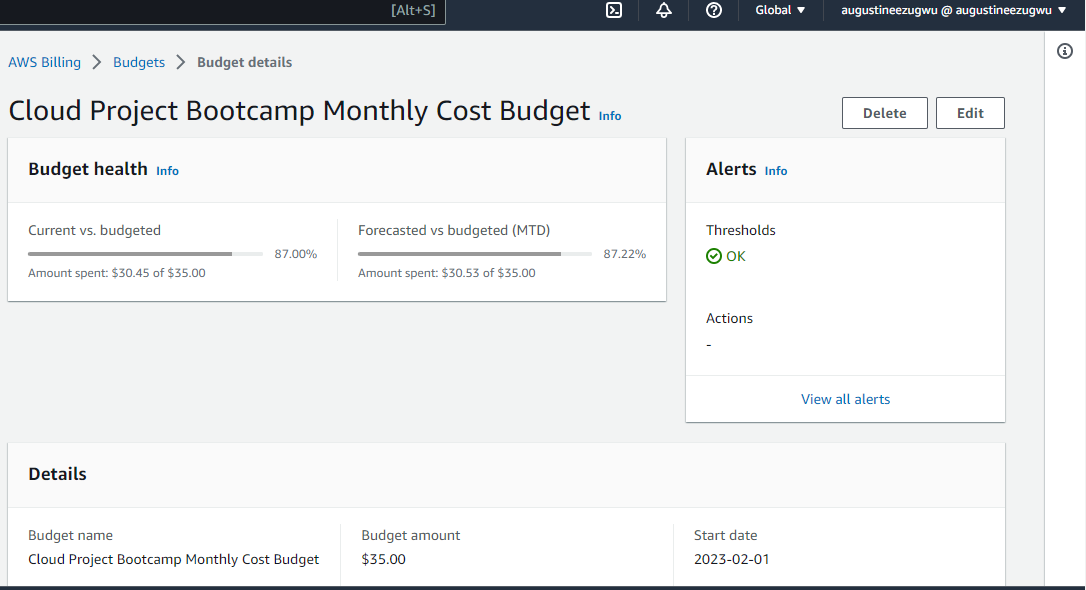 [Alt+S]
Global
augustineezugwu @ augustineezugwu
AWS Billing
Budgets
Budget details
Cloud Project Bootcamp Monthly Cost Budget Info
Delete
Edit
Budget health Info
Current vs. budgeted
87.00%
Amount spent: $30.45 of $35.00
Forecasted vs budgeted (MTD)
87.22%
Amount spent: $30.53 of $35.00
Alerts Info
Thresholds
OK
Actions
-
View all alerts
Details
Budget name
Cloud Project Bootcamp Monthly Cost Budget
Budget amount
$35.00
Start date
2023-02-01